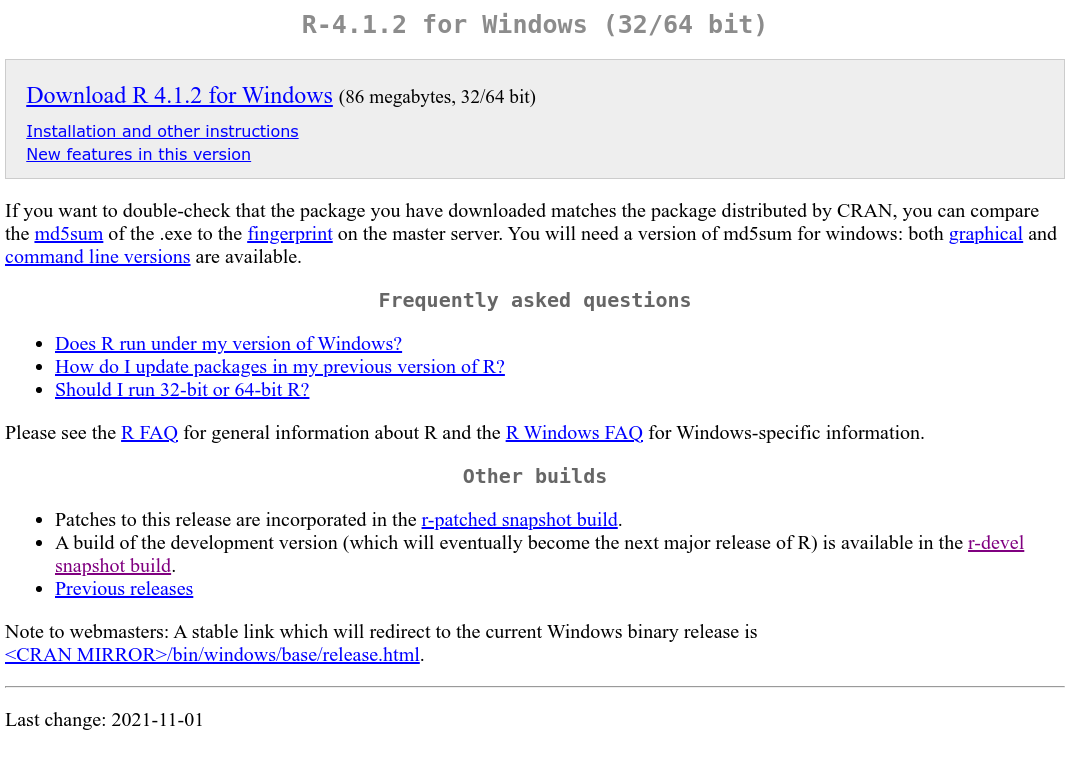 R-4.1.2 for Windows (32/64 bit)
Download R 4.1.2 for Windows (86 megabytes, 32/64 bit)
Installation and other instructions
New features in this version
If you want to double-check that the package you have downloaded matches the package distributed by CRAN, you can compare
the md5sum of the .exe to the fingerprint on the master server. You will need a version of md5sum for windows: both graphical and
command line versions are available.
Frequently asked questions
• Does R run under my version of Windows?
• How do I update packages in my previous version of R?
• Should I run 32-bit or 64-bit R?
Please see the R FAQ for general information about R and the R Windows FAQ for Windows-specific information.
Other builds
• Patches to this release are incorporated in the r-patched snapshot build.
• A build of the development version (which will eventually become the next major release of R) is available in the r-devel
snapshot build.
• Previous releases
Note to webmasters: A stable link which will redirect to the current Windows binary release is
<CRAN MIRROR>/bin/windows/base/release.html.
Last change: 2021-11-01